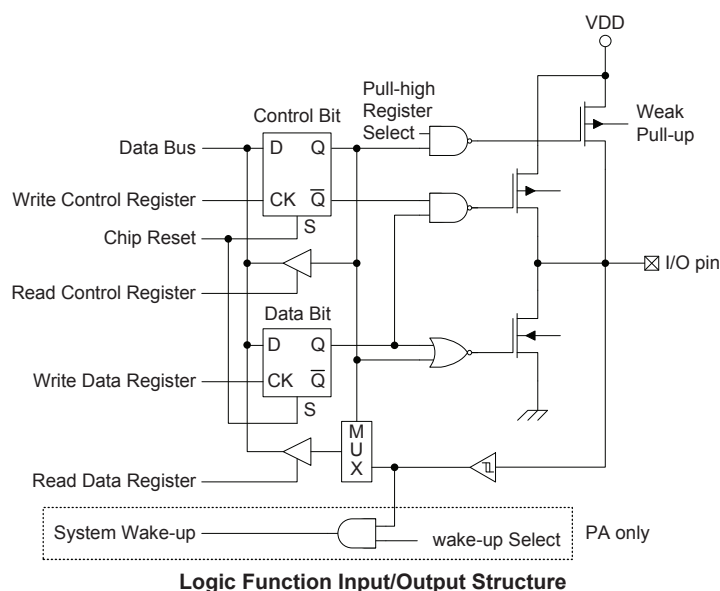 VDD
Pull-high
Register
Select
Control Bit
Weak
Pull-up
Data Bus
D
Q
Write Control Register
CK
Q̅
Chip Reset
S
I/O pin
Read Control Register
Data Bit
D
Q
Write Data Register
CK
Q̅
S
M
U
X
Read Data Register
System Wake-up
wake-up Select
PA only
Logic Function Input/Output Structure